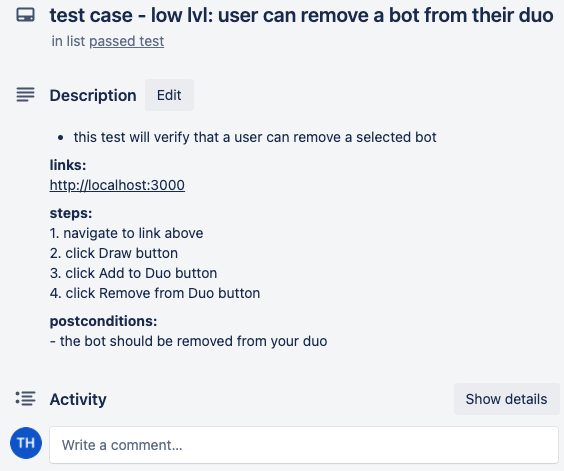 test case - low lvl: user can remove a bot from their duo
in list passed test
Description Edit
• this test will verify that a user can remove a selected bot
links:
http://localhost:3000
steps:
1. navigate to link above
2. click Draw button
3. click Add to Duo button
4. click Remove from Duo button
postconditions:
- the bot should be removed from your duo
Activity Show details
TH Write a comment...